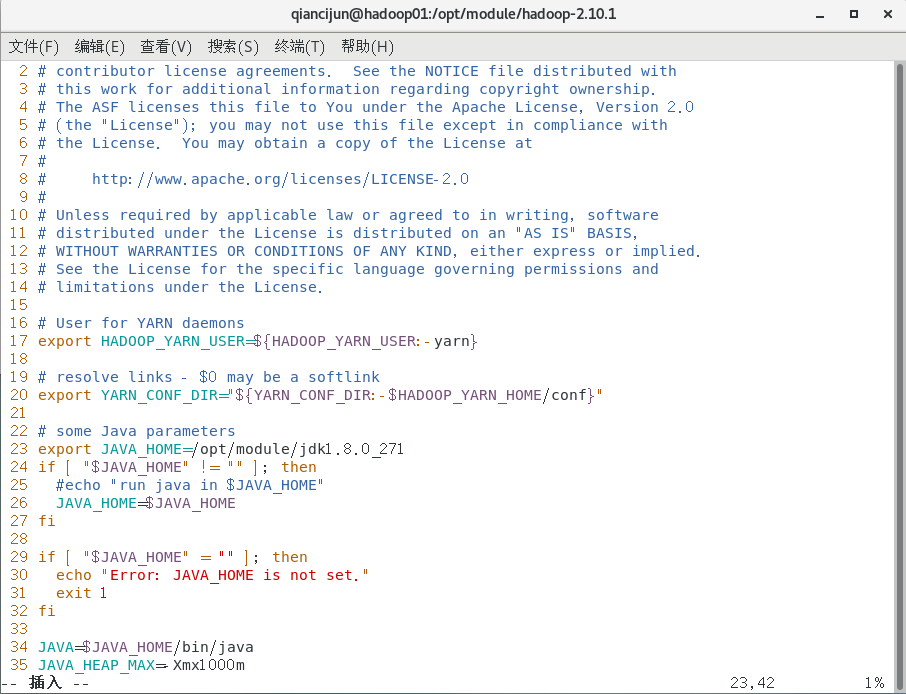 qiancijun@hadoop01:/opt/module/hadoop-2.10.1
文件(F) 编辑(E) 查看(V) 搜索(S) 终端(T) 帮助(H)
2 # contributor license agreements.  See the NOTICE file distributed with
3 # this work for additional information regarding copyright ownership.
4 # The ASF licenses this file to You under the Apache License, Version 2.0
5 # (the "License"); you may not use this file except in compliance with
6 # the License.  You may obtain a copy of the License at
7 #
8 #     http://www.apache.org/licenses/LICENSE-2.0
9 #
10 # Unless required by applicable law or agreed to in writing, software
11 # distributed under the License is distributed on an "AS IS" BASIS,
12 # WITHOUT WARRANTIES OR CONDITIONS OF ANY KIND, either express or implied.
13 # See the License for the specific language governing permissions and
14 # limitations under the License.
15
16 # User for YARN daemons
17 export HADOOP_YARN_USER=${HADOOP_YARN_USER:-yarn}
18
19 # resolve links - $0 may be a softlink
20 export YARN_CONF_DIR="${YARN_CONF_DIR:-$HADOOP_YARN_HOME/conf}"
21
22 # some Java parameters
23 export JAVA_HOME=/opt/module/jdk1.8.0_271
24 if [ "$JAVA_HOME" != "" ]; then
25   #echo "run java in $JAVA_HOME"
26   JAVA_HOME=$JAVA_HOME
27 fi
28
29 if [ "$JAVA_HOME" = "" ]; then
30   echo "Error: JAVA_HOME is not set."
31   exit 1
32 fi
33
34 JAVA=$JAVA_HOME/bin/java
35 JAVA_HEAP_MAX=-Xmx1000m
-- 插入 -- 23,42 1%